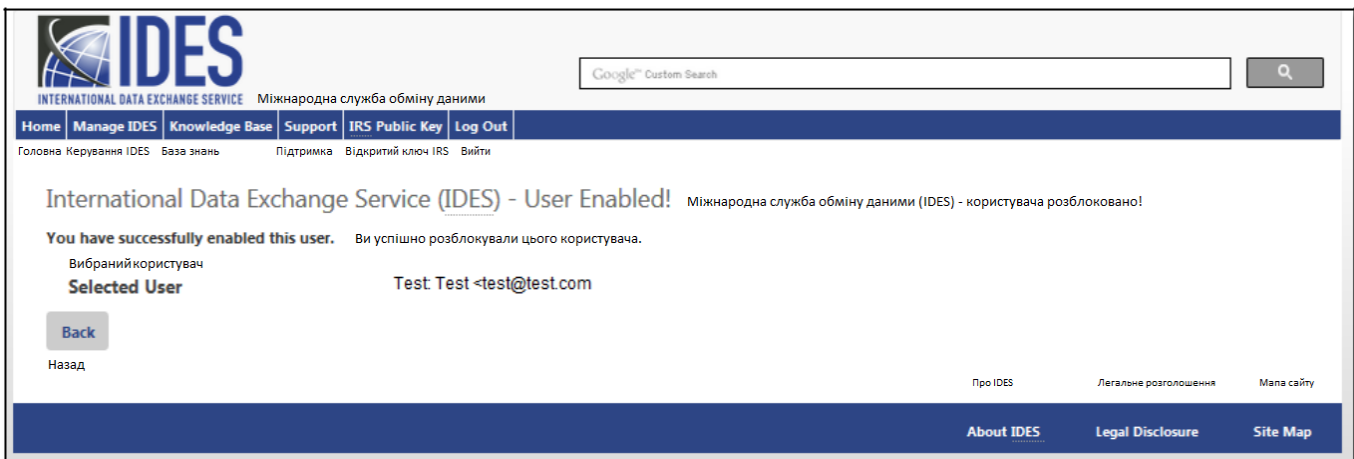 IDES
INTERNATIONAL DATA EXCHANGE SERVICE Міжнародна служба обміну даними
Google™ Custom Search
Home Manage IDES Knowledge Base Support IRS Public Key Log Out
Головна Керування IDES База знань Підтримка Відкритий ключ IRS Вийти
International Data Exchange Service (IDES) - User Enabled! Міжнародна служба обміну даними (IDES) - користувача розблоковано!
You have successfully enabled this user. Ви успішно розблокували цього користувача.
Вибраний користувач
Selected User Test: Test <test@test.com
Back
Назад
Про IDES Легальне розголошення Мапа сайту
About IDES Legal Disclosure Site Map